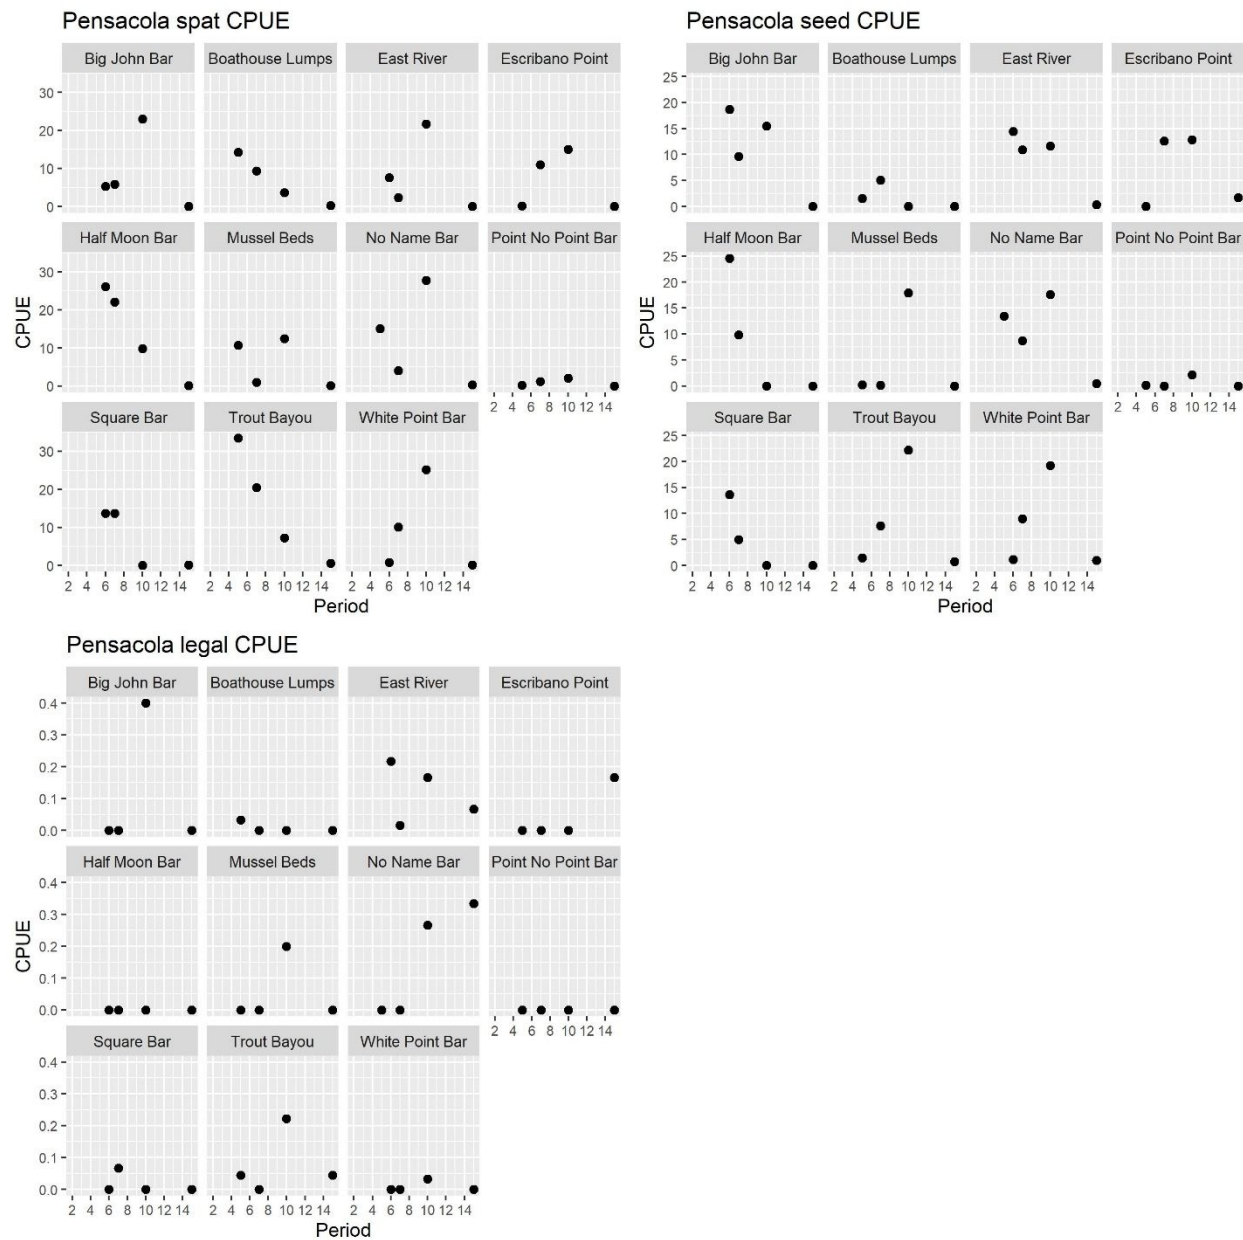 Pensacola spat CPUE
Big John Bar Boathouse Lumps East River Escribano Point
30
20
10
0
Half Moon Bar Mussel Beds No Name Bar Point No Point Bar
30
20
10
0
2 4 6 8 10 12 14
Square Bar Trout Bayou White Point Bar
30
20
10
0
2 4 6 8 10 12 14 2 4 6 8 10 12 14 2 4 6 8 10 12 14
CPUE
Period
Pensacola seed CPUE
Big John Bar Boathouse Lumps East River Escribano Point
25
20
15
10
5
0
Half Moon Bar Mussel Beds No Name Bar Point No Point Bar
25
20
15
10
5
0
2 4 6 8 10 12 14
Square Bar Trout Bayou White Point Bar
25
20
15
10
5
0
2 4 6 8 10 12 14 2 4 6 8 10 12 14 2 4 6 8 10 12 14
CPUE
Period
Pensacola legal CPUE
Big John Bar Boathouse Lumps East River Escribano Point
0.4
0.3
0.2
0.1
0.0
Half Moon Bar Mussel Beds No Name Bar Point No Point Bar
0.4
0.3
0.2
0.1
0.0
2 4 6 8 10 12 14
Square Bar Trout Bayou White Point Bar
0.4
0.3
0.2
0.1
0.0
2 4 6 8 10 12 14 2 4 6 8 10 12 14 2 4 6 8 10 12 14
CPUE
Period